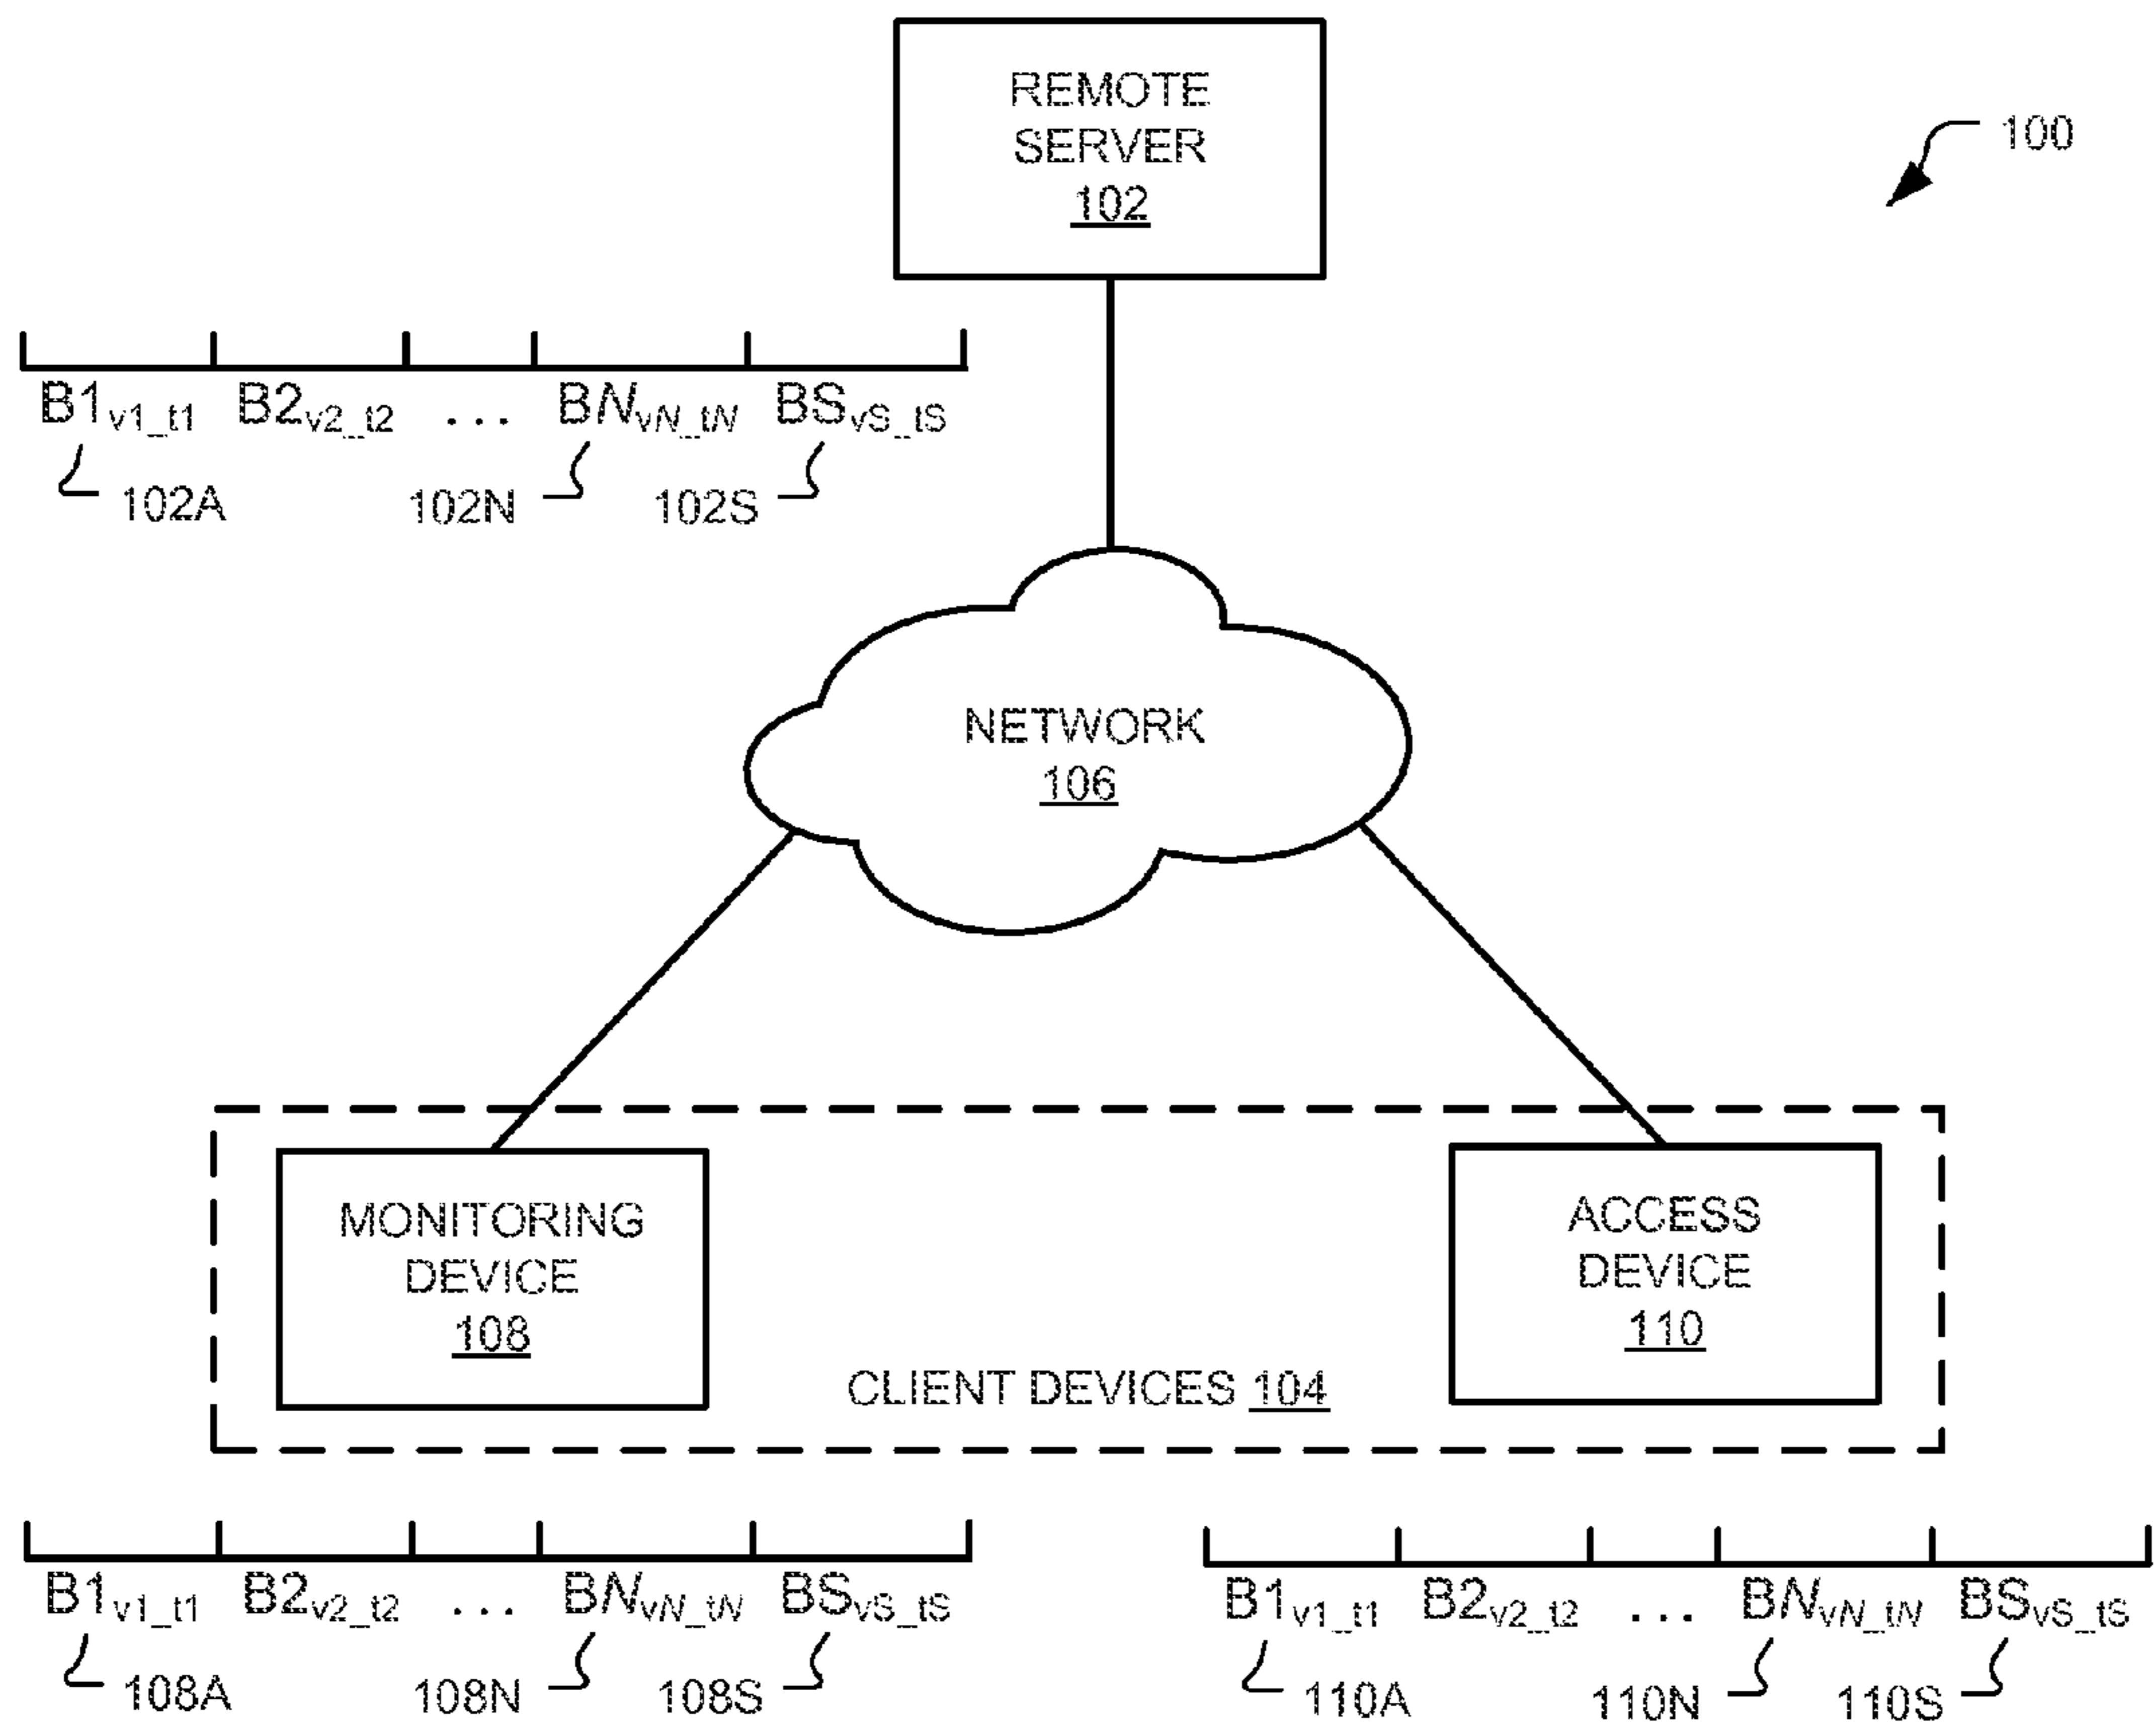 REMOTE
SERVER
102
100
B1v1_t1 B2v2_t2 ... BNvN_tN BSvS_tS
102A 102N 102S
NETWORK
106
MONITORING
DEVICE
108
ACCESS
DEVICE
110
CLIENT DEVICES 104
B1v1_t1 B2v2_t2 ... BNvN_tN BSvS_tS
108A 108N 108S
B1v1_t1 B2v2_t2 ... BNvN_tN BSvS_tS
110A 110N 110S